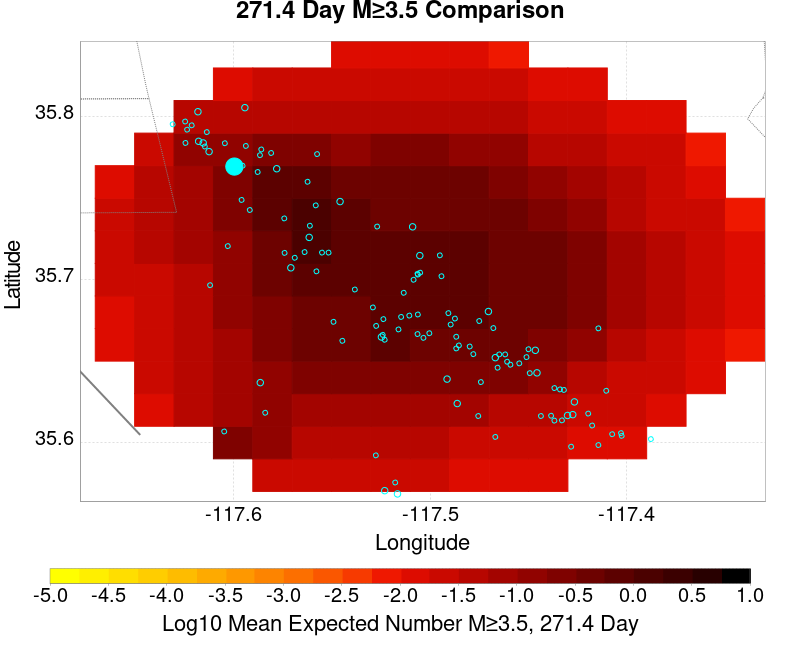 271.4 Day M≥3.5 Comparison
35.8
35.7
35.6
Latitude
-117.6 -117.5 -117.4
Longitude
-5.0 -4.5 -4.0 -3.5 -3.0 -2.5 -2.0 -1.5 -1.0 -0.5 0.0 0.5 1.0
Log10 Mean Expected Number M≥3.5, 271.4 Day